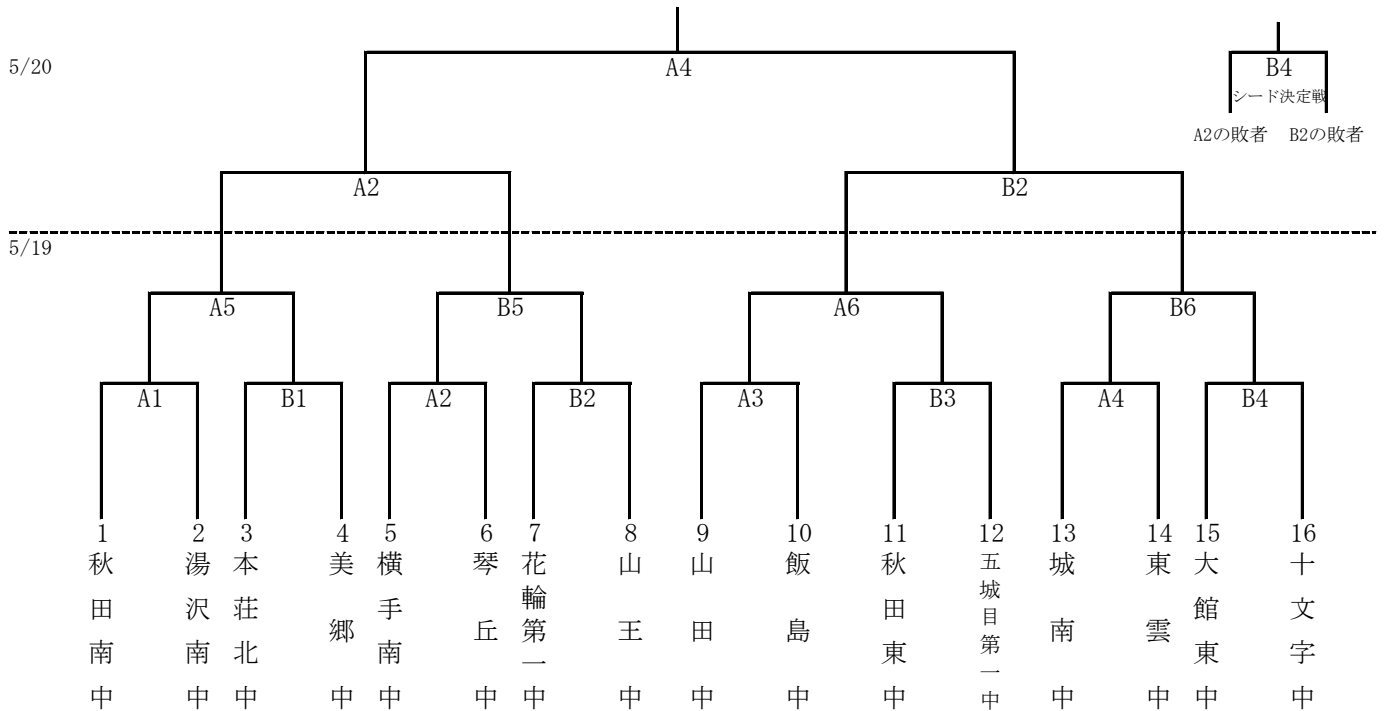 5/20
A4
B4
シード決定戦
A2の敗者 B2の敗者
A2
B2
5/19
A5
B5
A6
B6
A1
B1
A2
B2
A3
B3
A4
B4
1 秋田南中
2 湯沢南中
3 本荘北中
4 美郷中
5 横手南中
6 琴丘中
7 花輪第一中
8 山王中
9 山田中
10 飯島中
11 秋田東中
12 五城目第一中
13 城南中
14 東雲中
15 大館東中
16 十文字中